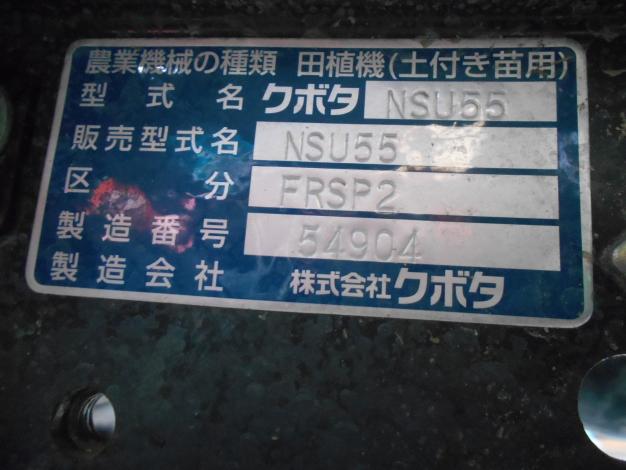 農業機械の種類 田植機(土付き苗用)
型式名 クボタ NSU55
販売型式名 NSU55
区分 FRSP2
製造番号 54904
製造会社 株式会社クボタ